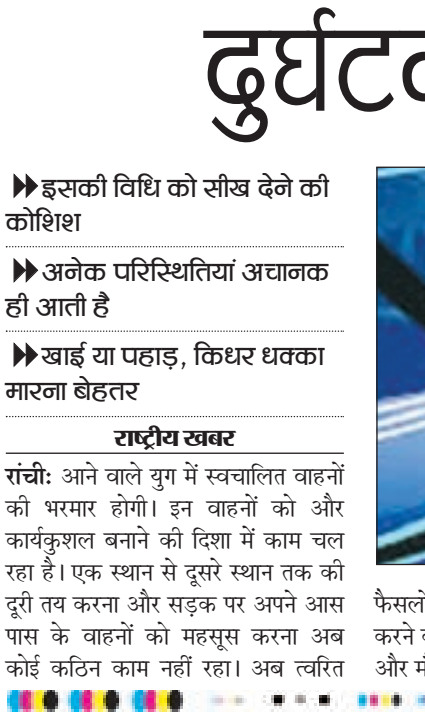 ▶▶ इसकी विधि को सीख देने की
कोशिश
▶▶ अनेक परिस्थितियां अचानक
ही आती है
▶▶ खाई या पहाड़, किधर धक्का
मारना बेहतर
राष्ट्रीय खबर
रांची: आने वाले युग में स्वचालित वाहनों
की भरमार होगी। इन वाहनों को और
कार्यकुशल बनाने की दिशा में काम चल
रहा है। एक स्थान से दूसरे स्थान तक की
दूरी तय करना और सड़क पर अपने आस
पास के वाहनों को महसूस करना अब
कोई कठिन काम नहीं रहा। अब त्वरित
करने
और